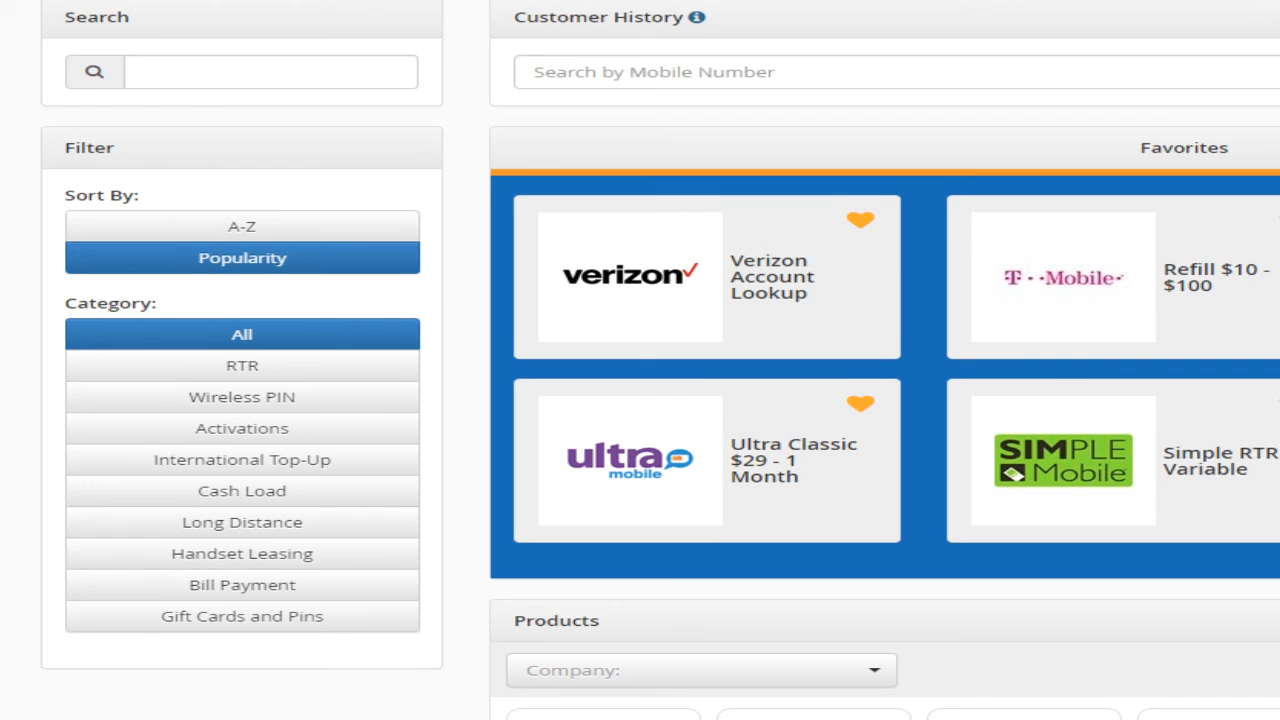 Search
Filter
Sort By:
A-Z
Popularity
Category:
All
RTR
Wireless PIN
Activations
International Top-Up
Cash Load
Long Distance
Handset Leasing
Bill Payment
Gift Cards and Pins
Customer History
Search by Mobile Number
Favorites
verizon
Verizon
Account
Lookup
T-Mobile
Refill $10 -
$100
ultra
mobile
Ultra Classic
$29 - 1
Month
SIMPLE
Mobile
Simple RTR
Variable
Products
Company: